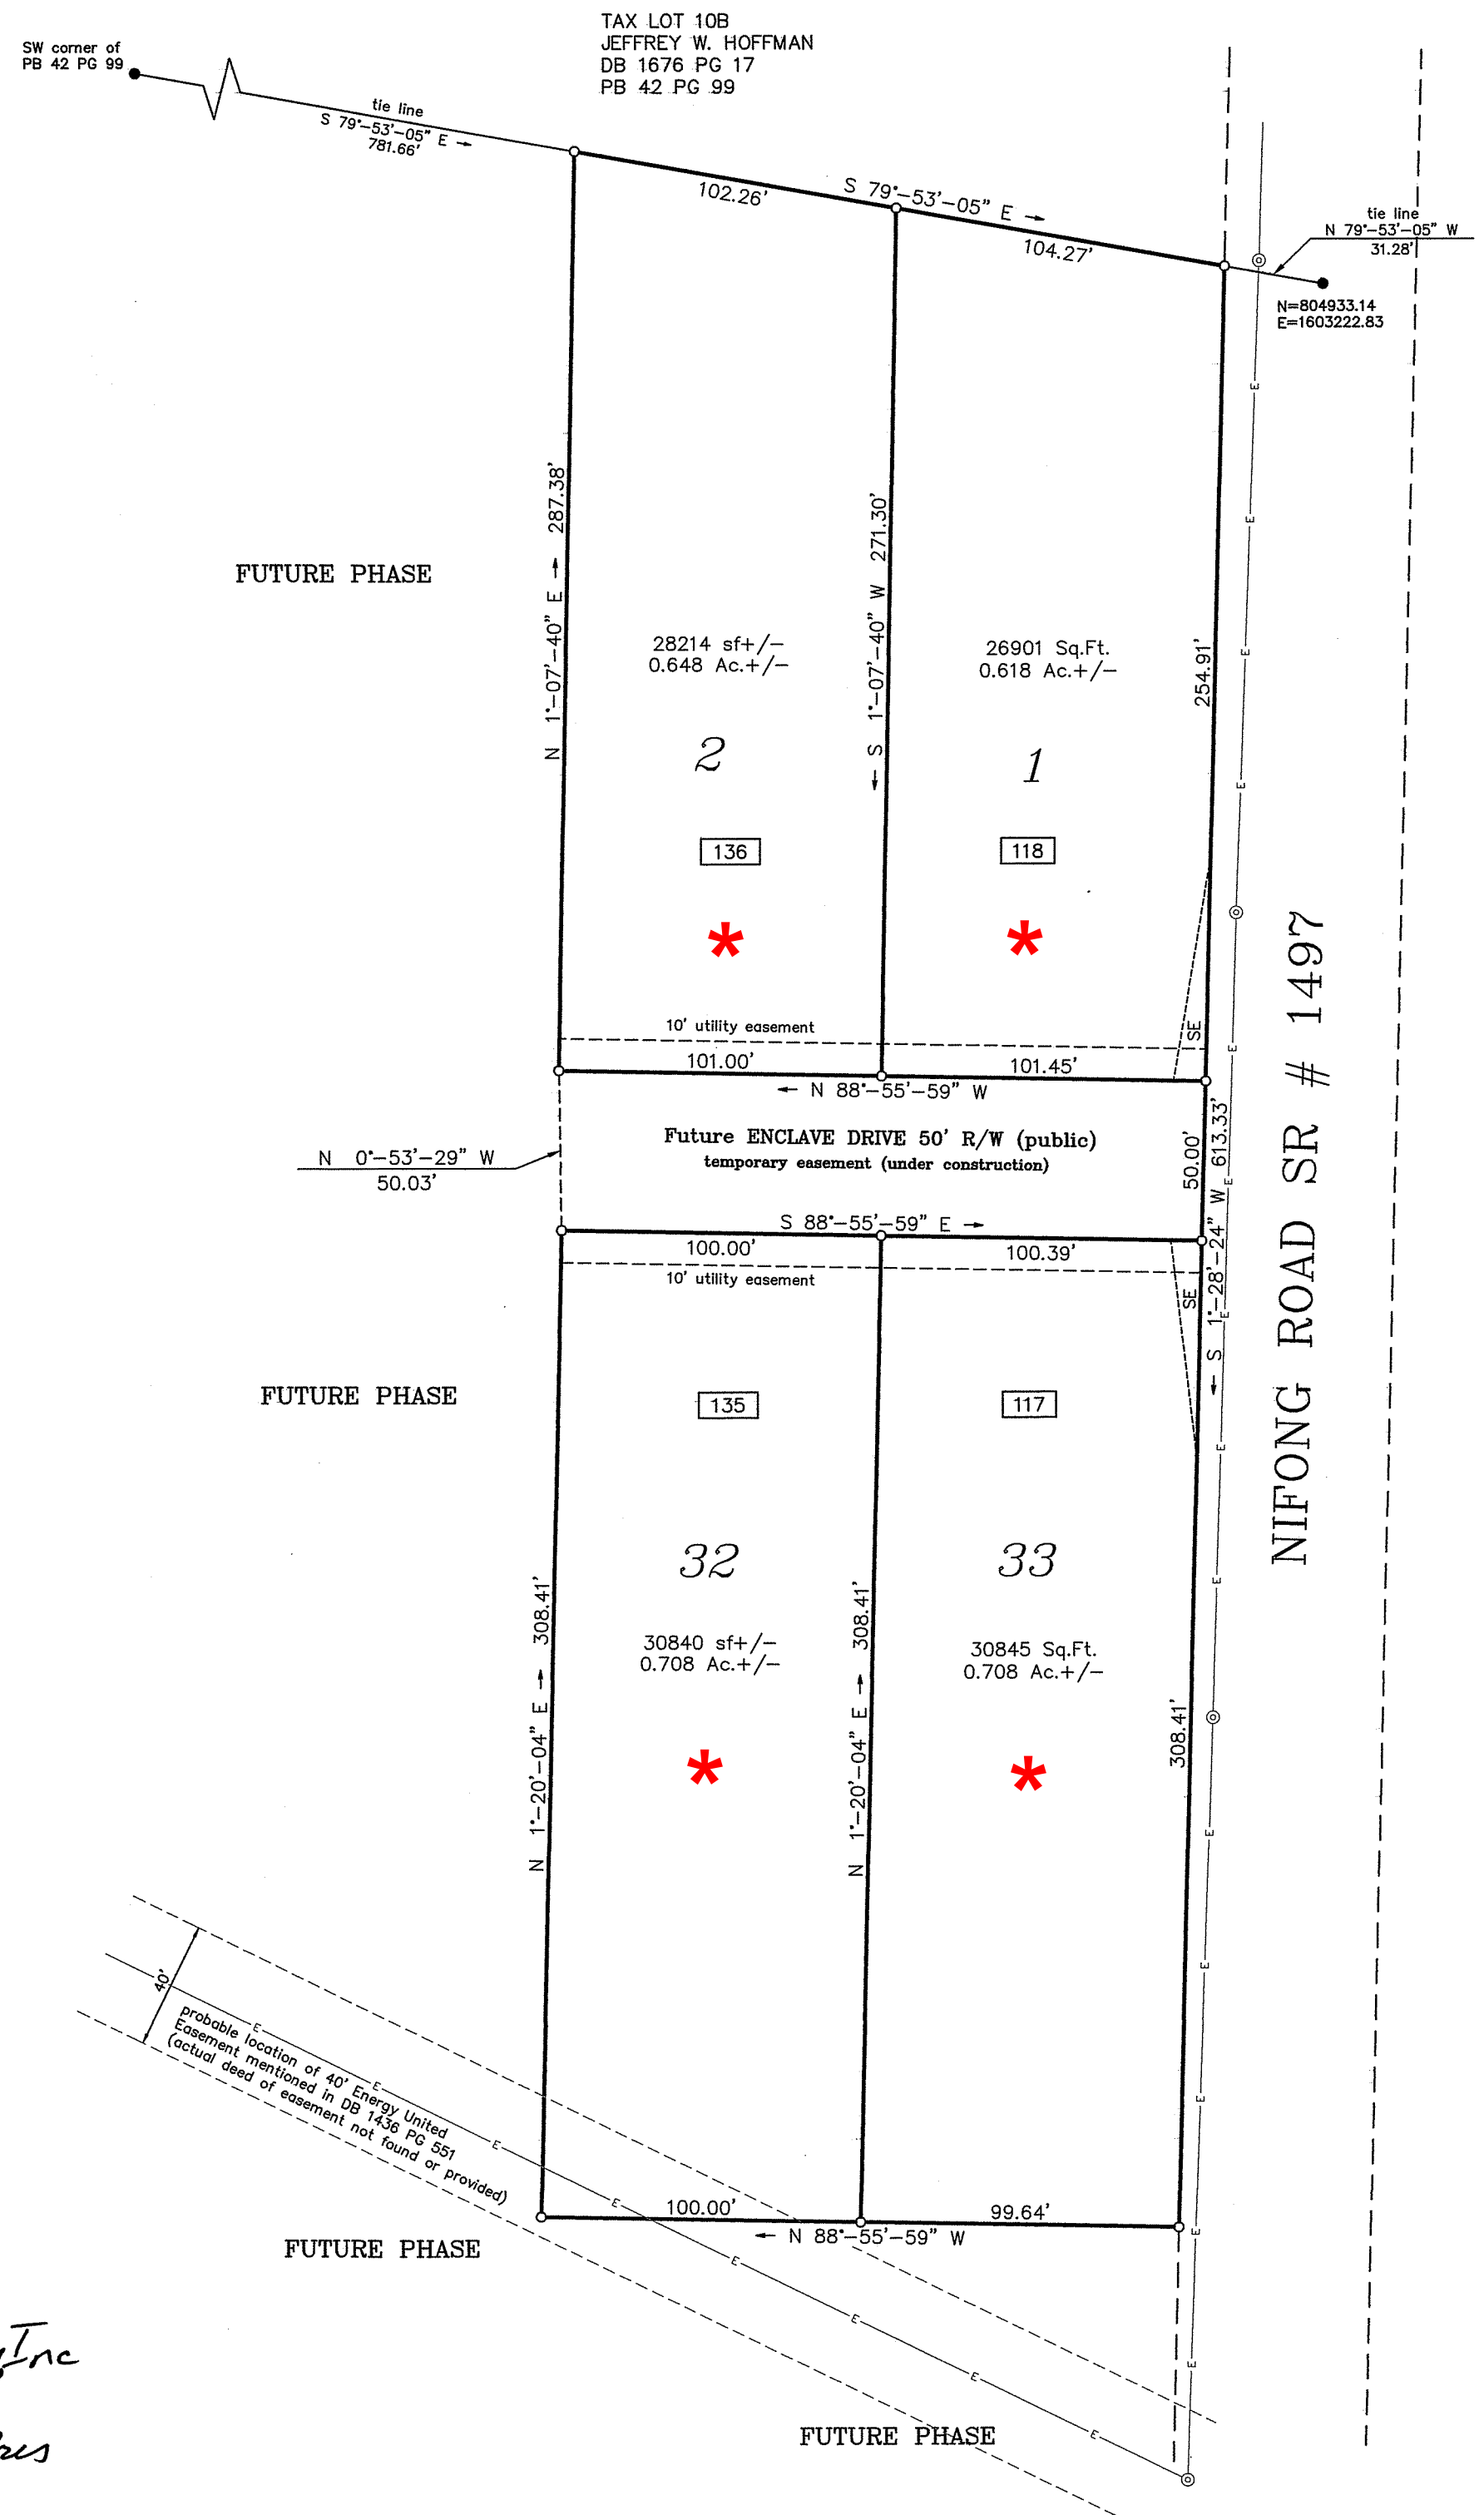 TAX LOT 10B
JEFFREY W. HOFFMAN
DB 1676 PG 17
PB 42 PG 99
SW corner of
PB 42 PG 99
tie line
S 79°-53'-05" E
781.66'
102.26'
S 79°-53'-05" E
104.27'
tie line
N 79°-53'-05" W
31.28'
N=804933.14
E=1603222.83
N 1°-07'-40" E 287.38'
S 1°-07'-40" W 271.30'
254.91'
FUTURE PHASE
28214 sf+/-
0.648 Ac.+/-
26901 Sq.Ft.
0.618 Ac.+/-
2
1
136
118
*
*
10' utility easement
SE
101.00'
101.45'
N 88°-55'-59" W
Future ENCLAVE DRIVE 50' R/W (public)
temporary easement (under construction)
N 0°-53'-29" W
50.03'
50.00'
S 1°-28'-24" W 613.33'
NIFONG ROAD SR # 1497
S 88°-55'-59" E
100.00'
100.39'
10' utility easement
SE
FUTURE PHASE
135
117
32
33
30840 sf+/-
0.708 Ac.+/-
30845 Sq.Ft.
0.708 Ac.+/-
*
*
N 1°-20'-04" E 308.41'
N 1°-20'-04" E 308.41'
308.41'
40'
probable location of 40' Energy United
Easement mentioned in DB 1436 PG 551
(actual deed of easement not found or provided)
100.00'
99.64'
N 88°-55'-59" W
FUTURE PHASE
Inc
FUTURE PHASE